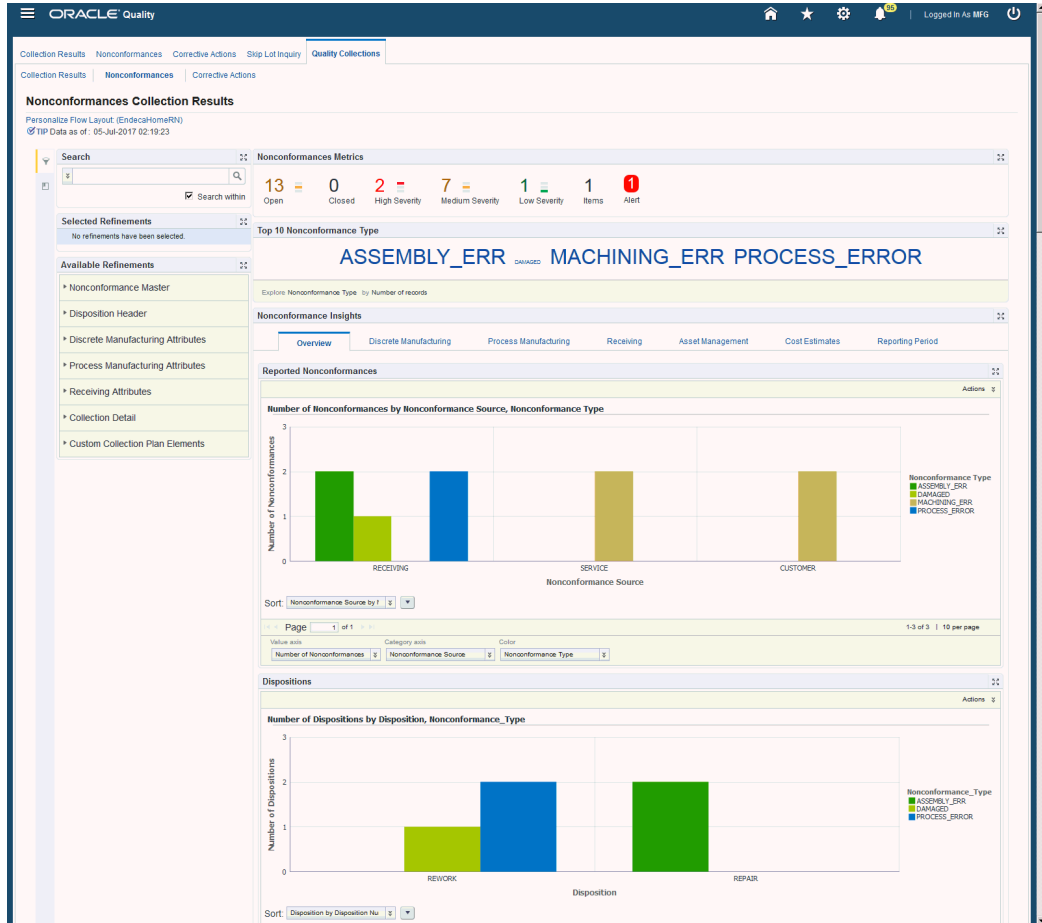 ORACLE Quality
95
Logged In As MFG
Collection Results Nonconformances Corrective Actions Skip Lot Inquiry Quality Collections
Collection Results Nonconformances Corrective Actions
Nonconformances Collection Results
Personalize Flow Layout: (EndecaHomeRN)
TIP Data as of : 05-Jul-2017 02:19:23
Search
Search within
Selected Refinements
No refinements have been selected.
Available Refinements
Nonconformance Master
Disposition Header
Discrete Manufacturing Attributes
Process Manufacturing Attributes
Receiving Attributes
Collection Detail
Custom Collection Plan Elements
Nonconformances Metrics
13 0 2 7 1 1 1
Open Closed High Severity Medium Severity Low Severity Items Alert
Top 10 Nonconformance Type
ASSEMBLY_ERR DAMAGED MACHINING_ERR PROCESS_ERROR
Explore Nonconformance Type by Number of records
Nonconformance Insights
Overview Discrete Manufacturing Process Manufacturing Receiving Asset Management Cost Estimates Reporting Period
Reported Nonconformances
Actions
Number of Nonconformances by Nonconformance Source, Nonconformance Type
3
2
1
0
Number of Nonconformances
RECEIVING SERVICE CUSTOMER
Nonconformance Source
Nonconformance Type
ASSEMBLY_ERR
DAMAGED
MACHINING_ERR
PROCESS_ERROR
Sort: Nonconformance Source by
Page 1 of 1
1-3 of 3 | 10 per page
Value axis Category axis Color
Number of Nonconformances Nonconformance Source Nonconformance Type
Dispositions
Actions
Number of Dispositions by Disposition, Nonconformance_Type
3
2
1
0
Number of Dispositions
REWORK REPAIR
Disposition
Nonconformance_Type
ASSEMBLY_ERR
DAMAGED
PROCESS_ERROR
Sort: Disposition by Disposition Nu